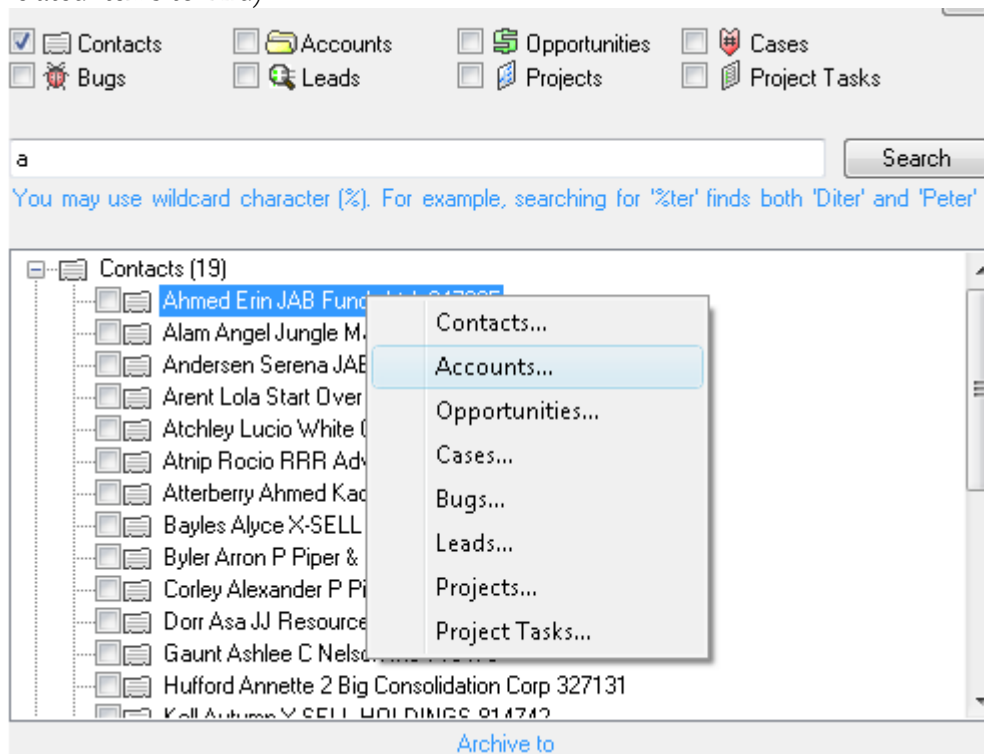 Contacts Accounts Opportunities Cases
Bugs Leads Projects Project Tasks
a Search
You may use wildcard character (%). For example, searching for '%ter' finds both 'Diter' and 'Peter'
Contacts (19)
Ahmed Erin JAB
Contacts...
Alam Angel Jungle
Accounts...
Andersen Serena JAB
Arent Lola Start Over
Opportunities...
Atchley Lucio White
Cases...
Atnip Rocio RRR
Atterberry Ahmed
Bugs...
Bayles Alyce X-SELL
Leads...
Byler Arron P Piper &
Projects...
Corley Alexander P
Dorr Asa JJ Resource
Project Tasks...
Gaunt Ashlee C
Hufford Annette 2 Big Consolidation Corp 327131
Archive to